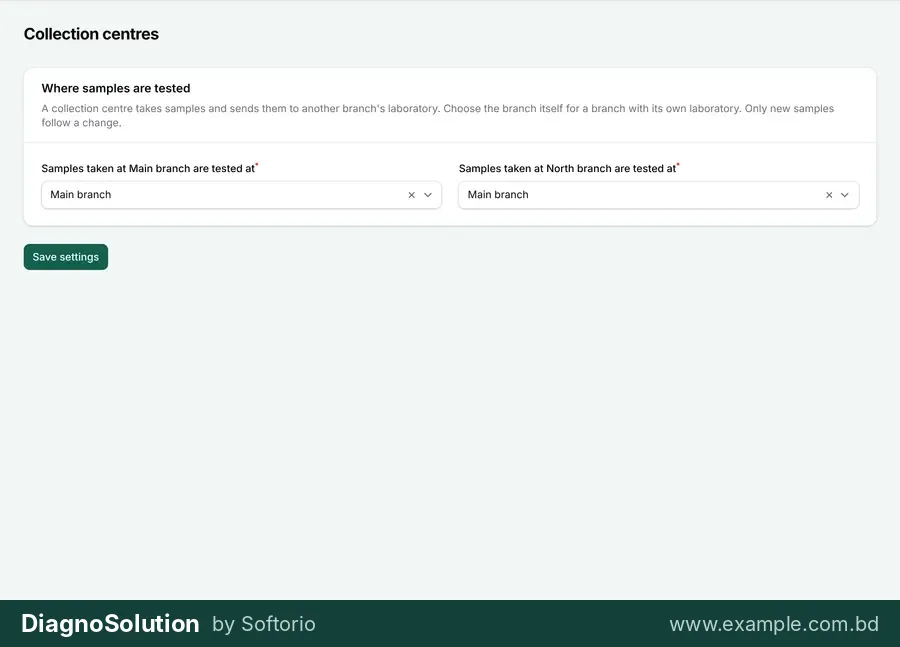 Collection centres
Where samples are tested
A collection centre takes samples and sends them to another branch's laboratory. Choose the branch itself for a branch with its own laboratory. Only new samples
follow a change.
Samples taken at Main branch are tested at*
Samples taken at North branch are tested at*
Main branch
Main branch
Save settings
DiagnoSolution by Softorio
www.example.com.bd